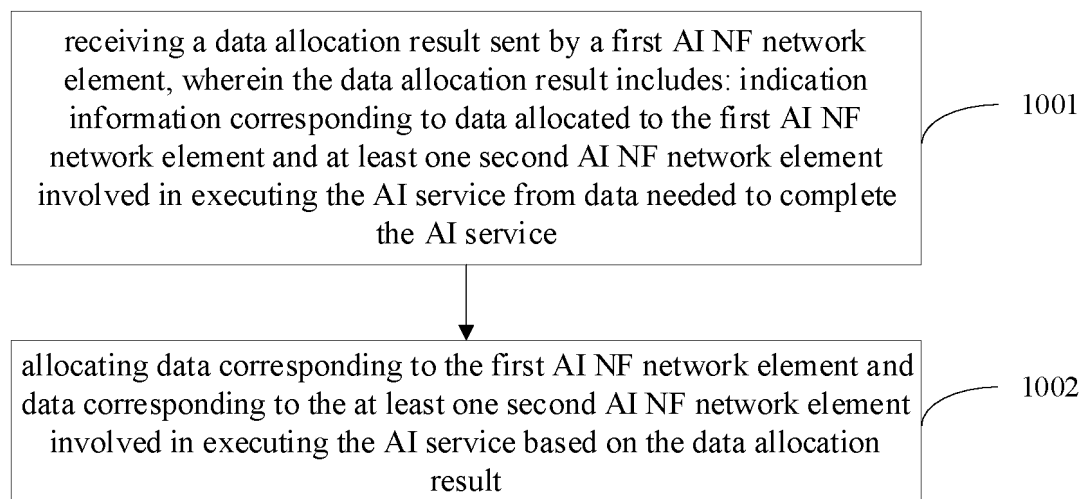 receiving a data allocation result sent by a first AI NF network
element, wherein the data allocation result includes: indication
information corresponding to data allocated to the first AI NF
network element and at least one second AI NF network element
involved in executing the AI service from data needed to complete
the AI service
1001
allocating data corresponding to the first AI NF network element and
data corresponding to the at least one second AI NF network element
involved in executing the AI service based on the data allocation
result
1002